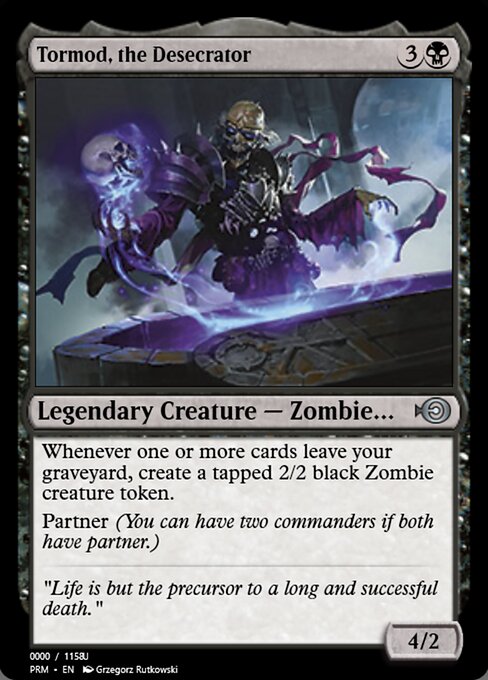 Tormod, the Desecrator
3
Legendary Creature — Zombie...
Whenever one or more cards leave your
graveyard, create a tapped 2/2 black Zombie
creature token.
Partner (You can have two commanders if both
have partner.)
"Life is but the precursor to a long and successful
death."
4/2
0000 / 1158U
PRM • EN Grzegorz Rutkowski